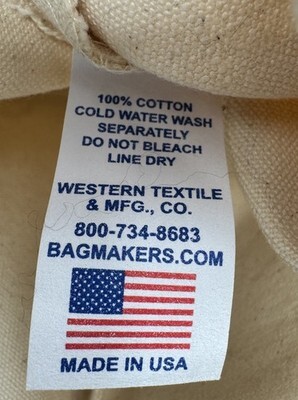 100% COTTON
COLD WATER WASH
SEPARATELY
DO NOT BLEACH
LINE DRY
WESTERN TEXTILE
& MFG., CO.
800-734-8683
BAGMAKERS.COM
MADE IN USA